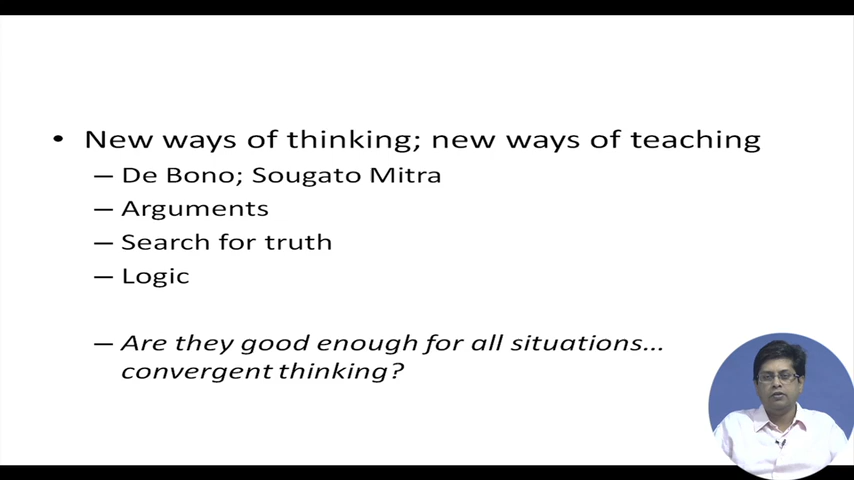 • New ways of thinking; new ways of teaching
– De Bono; Sougato Mitra
– Arguments
– Search for truth
– Logic
– Are they good enough for all situations...
convergent thinking?